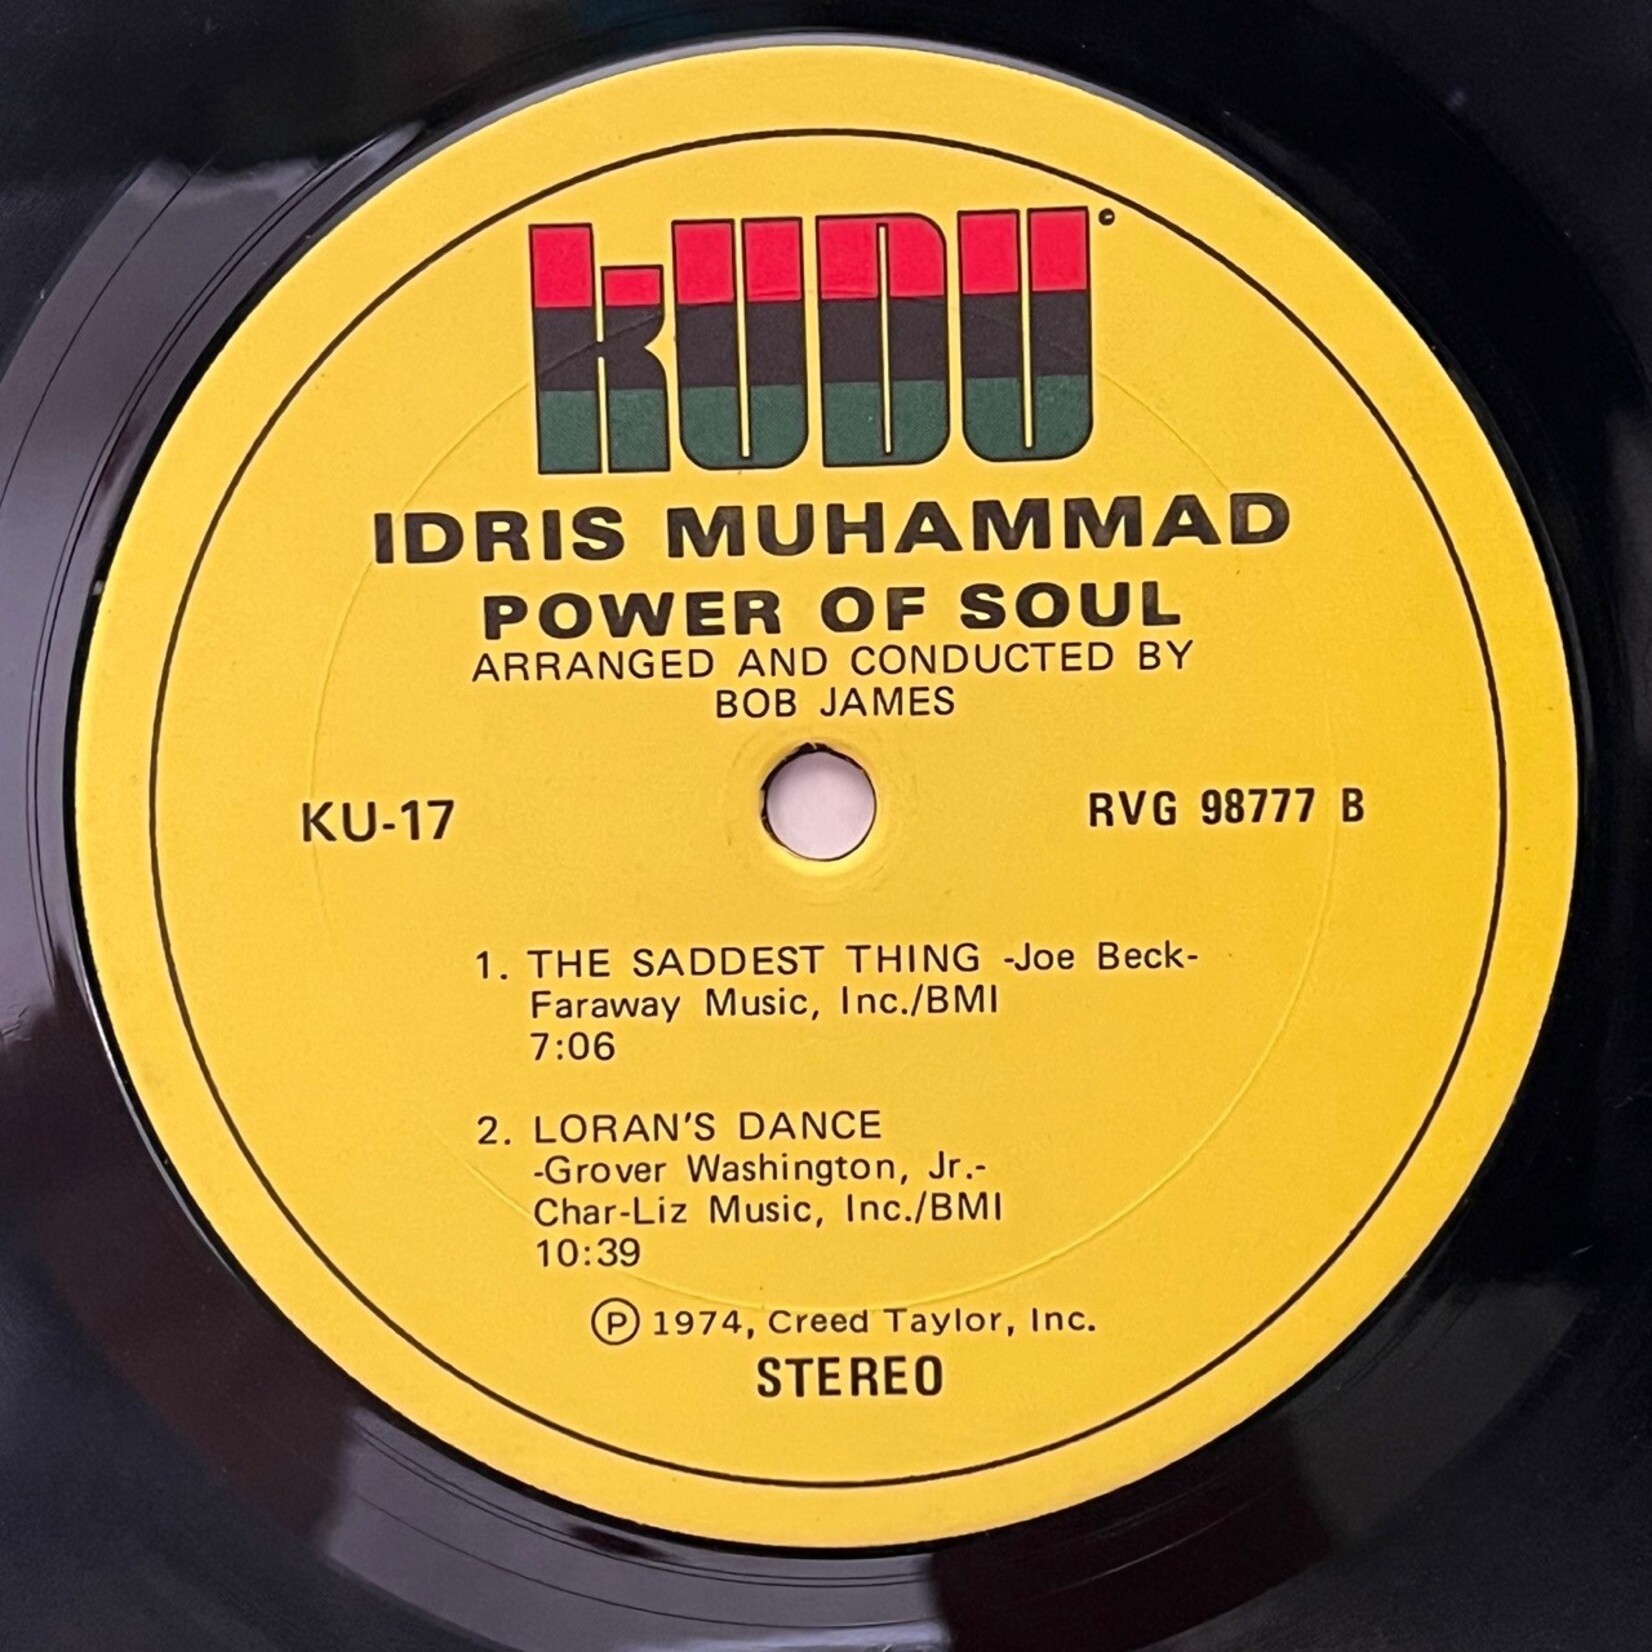 KUDU
IDRIS MUHAMMAD
POWER OF SOUL
ARRANGED AND CONDUCTED BY
BOB JAMES
KU-17
RVG 98777 B
1. THE SADDEST THING -Joe Beck-
Faraway Music, Inc./BMI
7:06
2. LORAN'S DANCE
-Grover Washington, Jr.-
Char-Liz Music, Inc./BMI
10:39
Ⓟ 1974, Creed Taylor, Inc.
STEREO